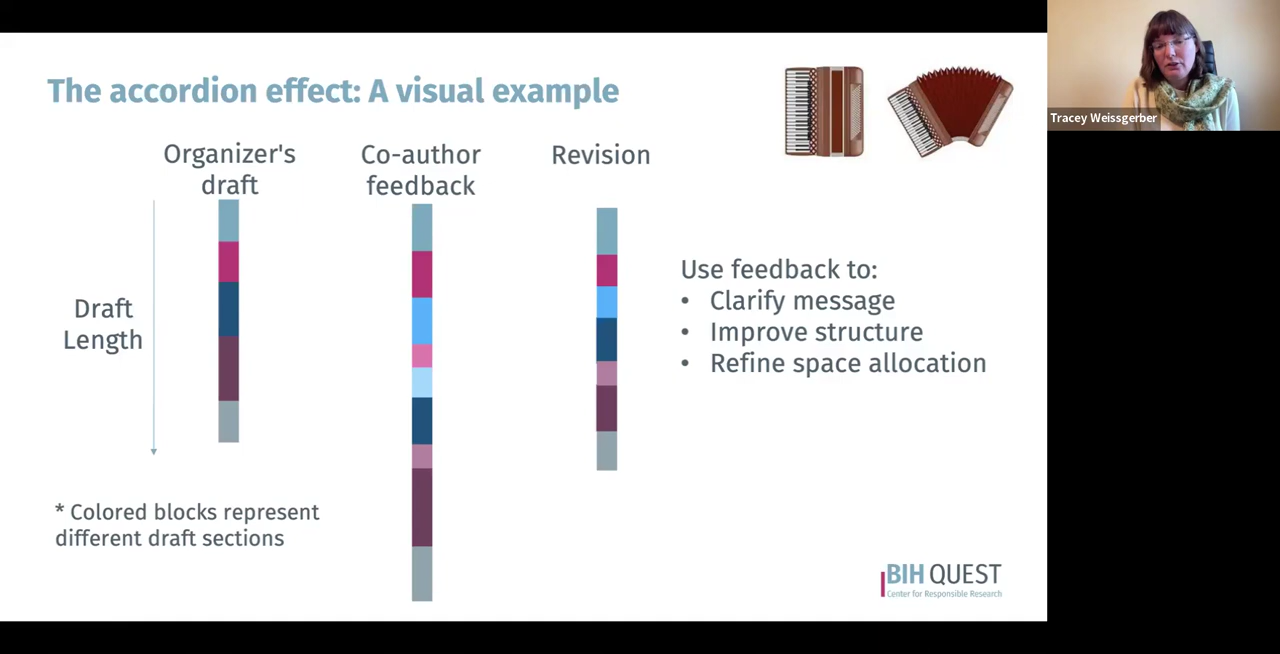 The accordion effect: A visual example
Organizer's
draft
Co-author
feedback
Revision
Draft
Length
Use feedback to:
• Clarify message
• Improve structure
• Refine space allocation
* Colored blocks represent
different draft sections
BIH QUEST
Center for Responsible Research
Tracey Weissgerber